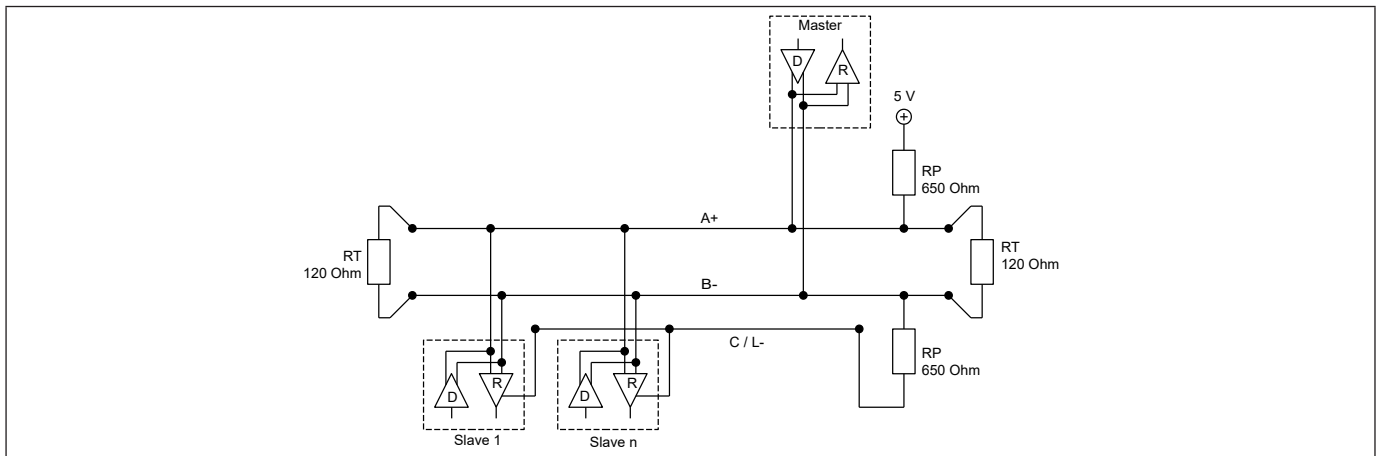 Master
D
R
5 V
RP
650 Ohm
A+
RT
120 Ohm
RT
120 Ohm
B-
C / L-
RP
650 Ohm
R
D
R
D
Slave 1
Slave n